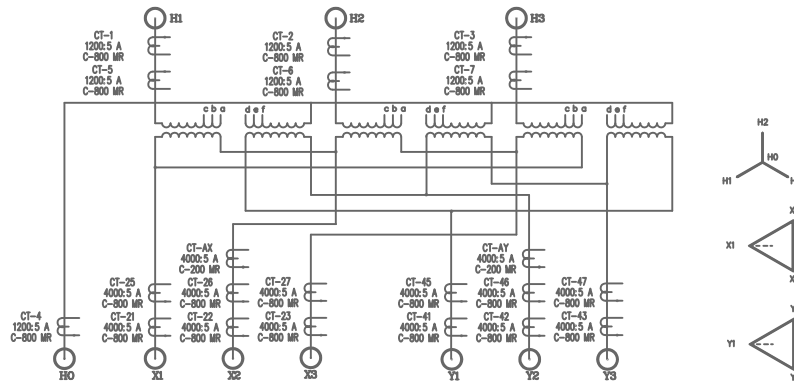 H1
H2
H3
CT-1
1200:5 A
C-800 MR
CT-5
1200:5 A
C-800 MR
CT-2
1200:5 A
C-800 MR
CT-6
1200:5 A
C-800 MR
CT-3
1200:5 A
C-800 MR
CT-7
1200:5 A
C-800 MR
c b a
d e f
c b a
d e f
c b a
d e f
H2
H0
H1
H
X
X1
X
Y
Y1
Y
CT-AX
4000:5 A
C-200 MR
CT-AY
4000:5 A
C-200 MR
CT-25
4000:5 A
C-800 MR
CT-26
4000:5 A
C-800 MR
CT-27
4000:5 A
C-800 MR
CT-45
4000:5 A
C-800 MR
CT-46
4000:5 A
C-800 MR
CT-47
4000:5 A
C-800 MR
CT-4
1200:5 A
C-800 MR
CT-21
4000:5 A
C-800 MR
CT-22
4000:5 A
C-800 MR
CT-23
4000:5 A
C-800 MR
CT-41
4000:5 A
C-800 MR
CT-42
4000:5 A
C-800 MR
CT-43
4000:5 A
C-800 MR
H0
X1
X2
X3
Y1
Y2
Y3